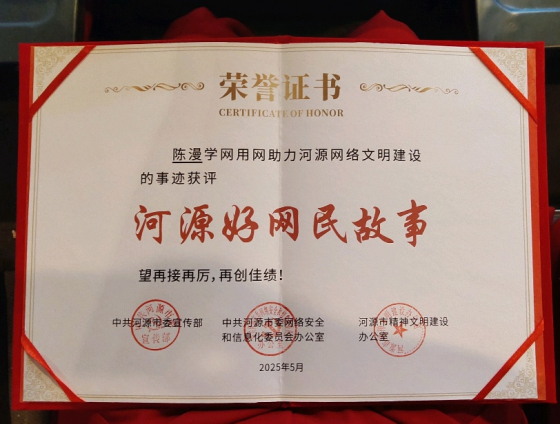 荣誉证书
CERTIFICATE OF HONOR
陈漫学网用网助力河源网络文明建设
的事迹获评
河源好网民故事
望再接再厉，再创佳绩！
中共河源市委宣传部
中共河源市委网络安全
和信息化委员会办公室
河源市精神文明建设
办公室
2025年5月